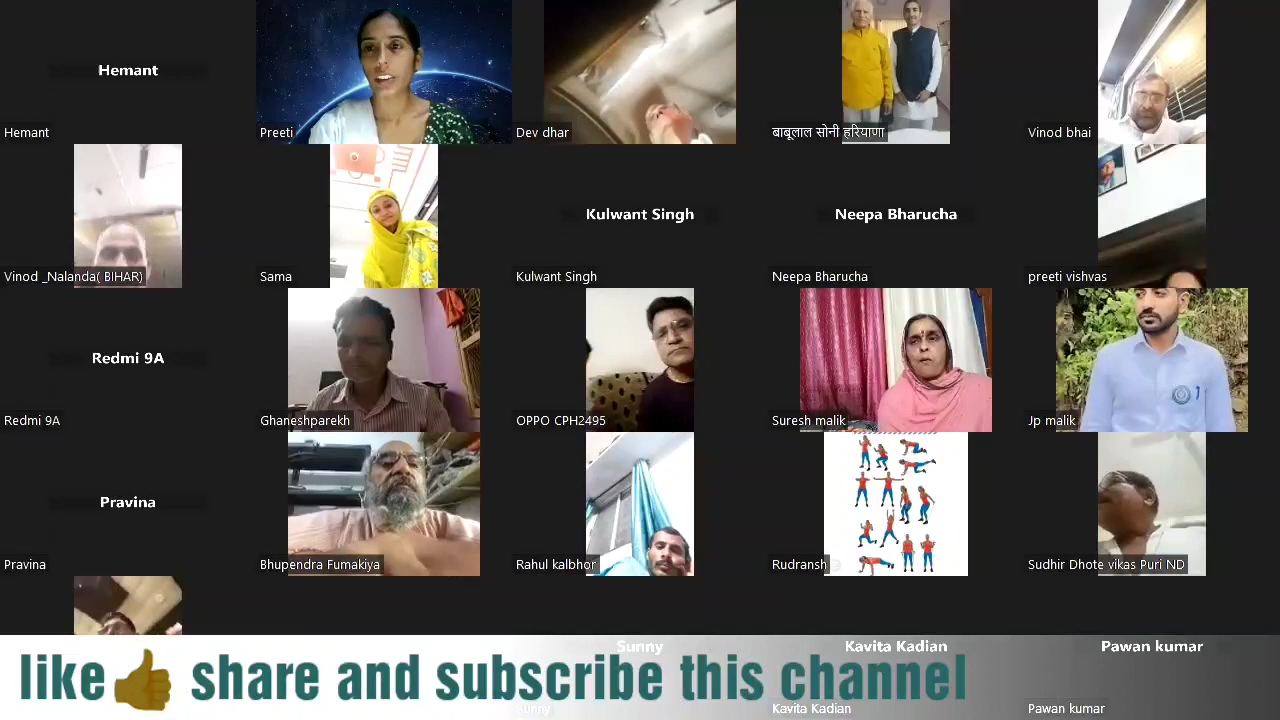 Hemant
Hemant
Preeti
Dev dhar
बाबूलाल सोनी हरियाणा
Vinod bhai
Vinod _Nalanda( BIHAR)
Sama
Kulwant Singh
Kulwant Singh
Neepa Bharucha
Neepa Bharucha
preeti vishvas
Redmi 9A
Redmi 9A
Ghaneshparekh
OPPO CPH2495
Suresh malik
Jp malik
Pravina
Pravina
Bhupendra Fumakiya
Rahul kalbhor
Rudransh
Sudhir Dhote vikas Puri ND
Sunny
Kavita Kadian
Pawan kumar
like👍 share and subscribe this channel
Sunny
Kavita Kadian
Pawan kumar